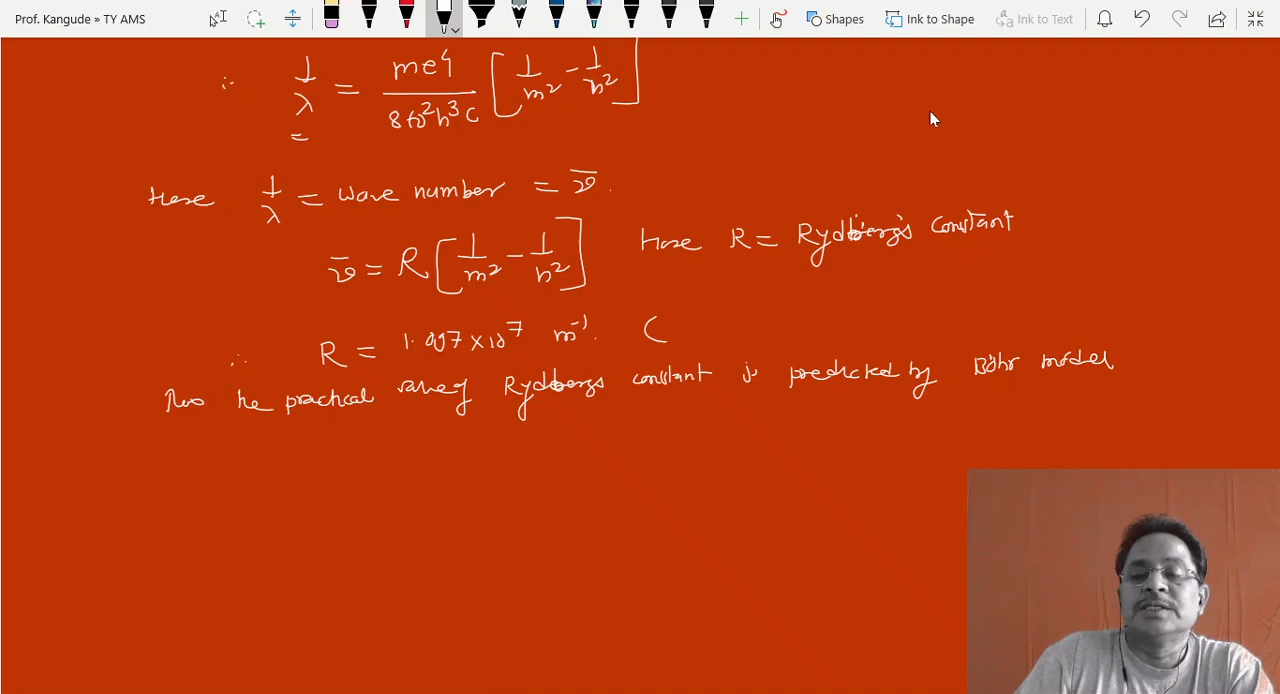 Prof. Kangude » TY AMS
Shapes
Ink to Shape
Ink to Text
∴ 1/λ = me4 / 8ε0²h³c [1/m² - 1/n²]
=
Here 1/λ = wave number = ν̄.
ν̄ = R [1/m² - 1/n²] Here R = Rydberg's constant
∴ R = 1.097 × 10⁷ m⁻¹. C
Thus the practical value of Rydbergs constant is predicted by Bohr model